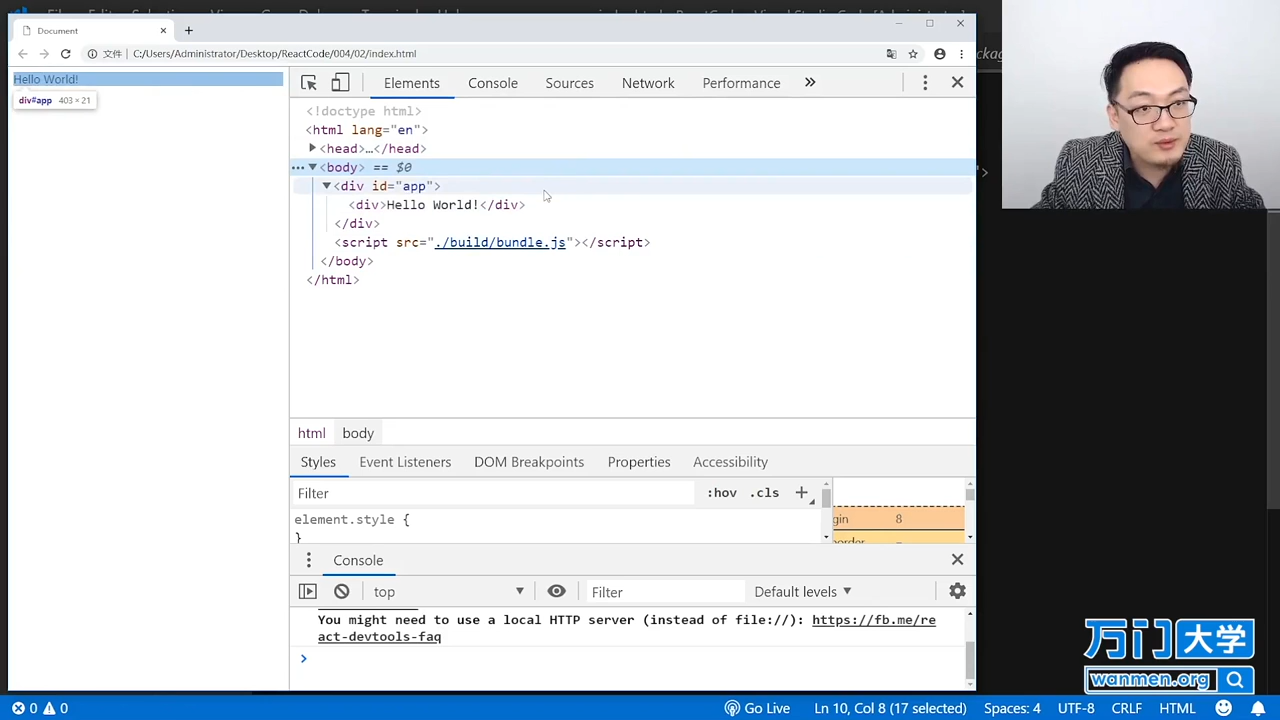 Document
文件
C:/Users/Administrator/Desktop/ReactCode/004/02/index.html
Hello World!
div#app 403 × 21
Elements Console Sources Network Performance »
<!doctype html>
<html lang="en">
<head>…</head>
<body> == $0
<div id="app">
<div>Hello World!</div>
</div>
<script src="./build/bundle.js"></script>
</body>
</html>
html body
Styles Event Listeners DOM Breakpoints Properties Accessibility
Filter :hov .cls +
element.style {
}
8
Console
top Filter Default levels
You might need to use a local HTTP server (instead of file://): https://fb.me/re
act-devtools-faq
>
万门大学
wanmen.org
0 0 Go Live Ln 10, Col 8 (17 selected) Spaces: 4 UTF-8 CRLF HTML